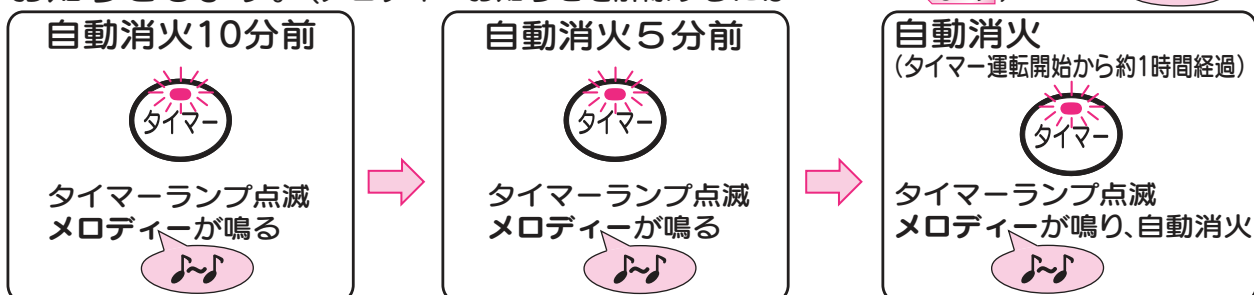 自動消火10分前
タイマー
タイマーランプ点滅
メロディーが鳴る
自動消火5分前
タイマー
タイマーランプ点滅
メロディーが鳴る
自動消火
(タイマー運転開始から約1時間経過)
タイマー
タイマーランプ点滅
メロディーが鳴り、自動消火